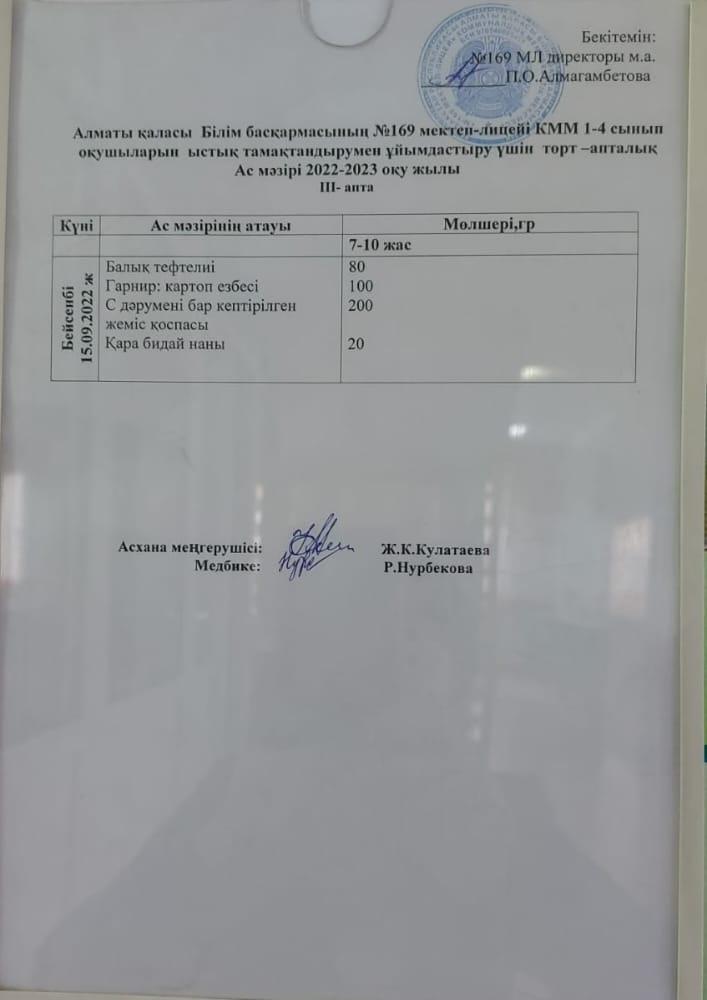 Бекітемін:
№169 МЛ директоры м.а.
П.О.Алмагамбетова
Алматы қаласы Білім басқармасының №169 мектеп-лицейі КММ 1-4 сынып
оқушыларын ыстық тамақтандырумен ұйымдастыру үшін төрт –апталық
Ас мәзірі 2022-2023 оқу жылы
III- апта
Күні Ас мәзірінің атауы Мөлшері,гр
7-10 жас
Бейсенбі
15.09.2022 ж
Балық тефтелиі 80
Гарнир: картоп езбесі 100
С дәрумені бар кептірілген 200
жеміс қоспасы
Қара бидай наны 20
Асхана меңгерушісі: Ж.К.Кулатаева
Медбике: Р.Нурбекова